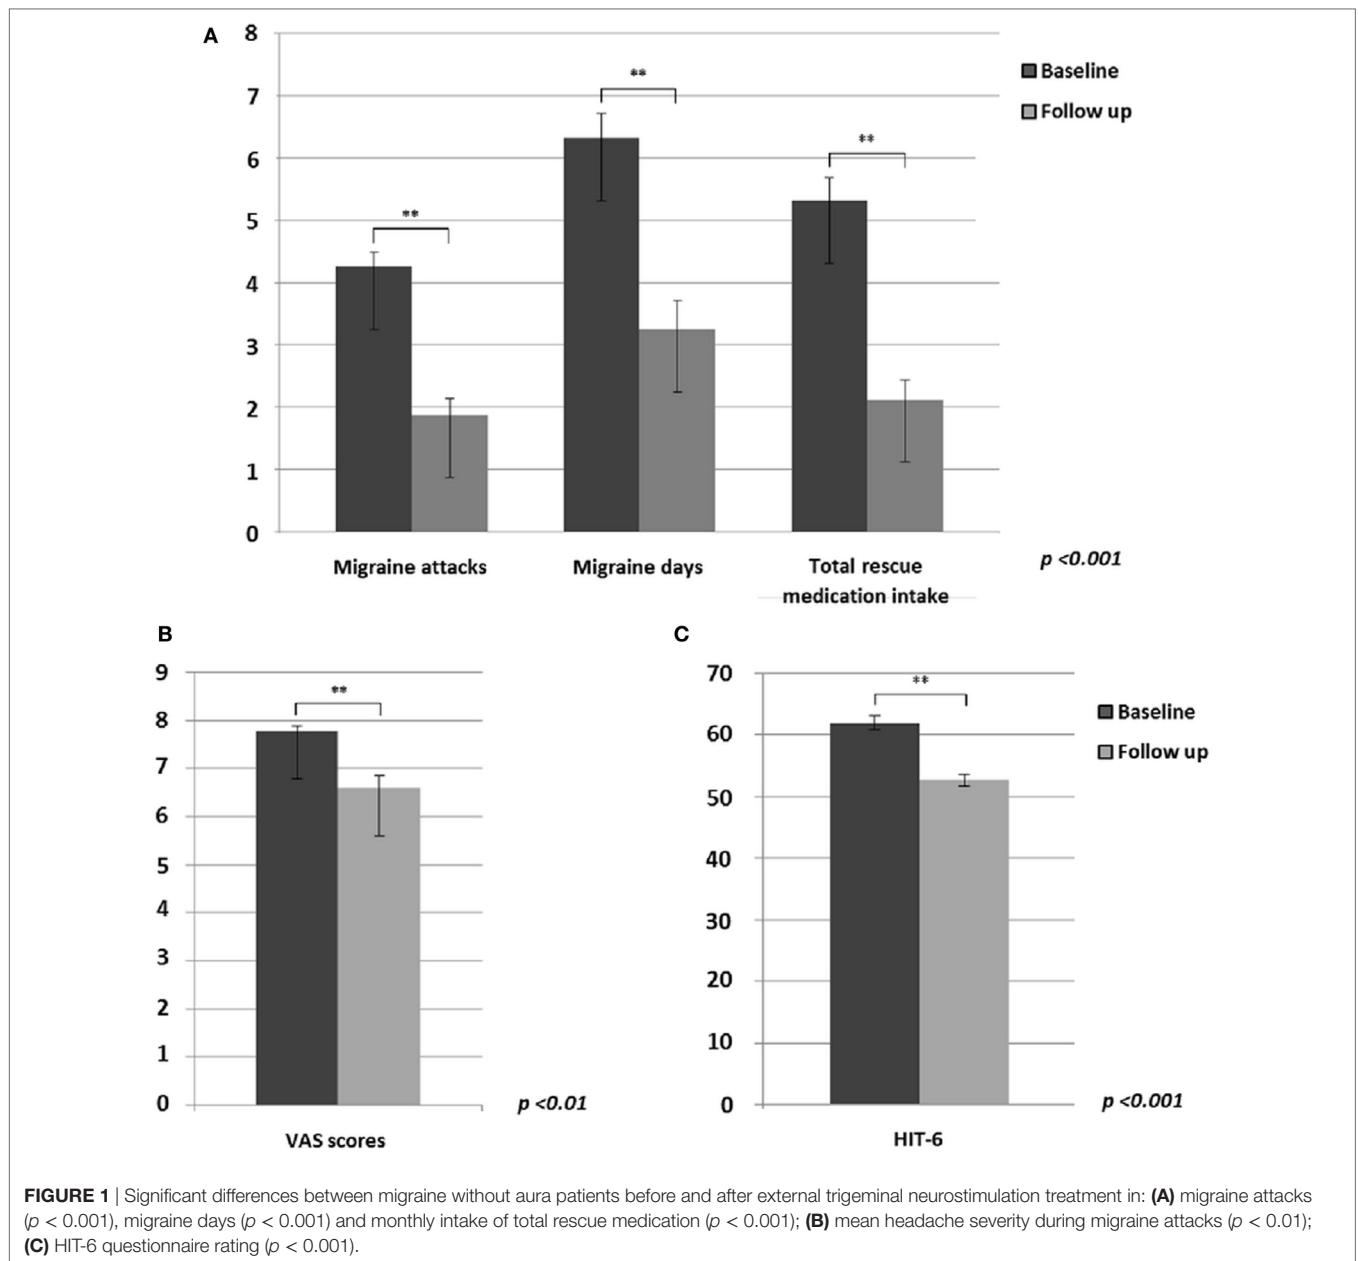 A
8
7
6
5
4
3
2
1
0
**
**
**
Baseline
Follow up
Migraine attacks
Migraine days
Total rescue
medication intake
p <0.001
B
9
8
7
6
5
4
3
2
1
0
**
VAS scores
p <0.01
C
70
60
50
40
30
20
10
0
**
Baseline
Follow up
HIT-6
p <0.001
FIGURE 1 | Significant differences between migraine without aura patients before and after external trigeminal neurostimulation treatment in: (A) migraine attacks
(p < 0.001), migraine days (p < 0.001) and monthly intake of total rescue medication (p < 0.001); (B) mean headache severity during migraine attacks (p < 0.01);
(C) HIT-6 questionnaire rating (p < 0.001).